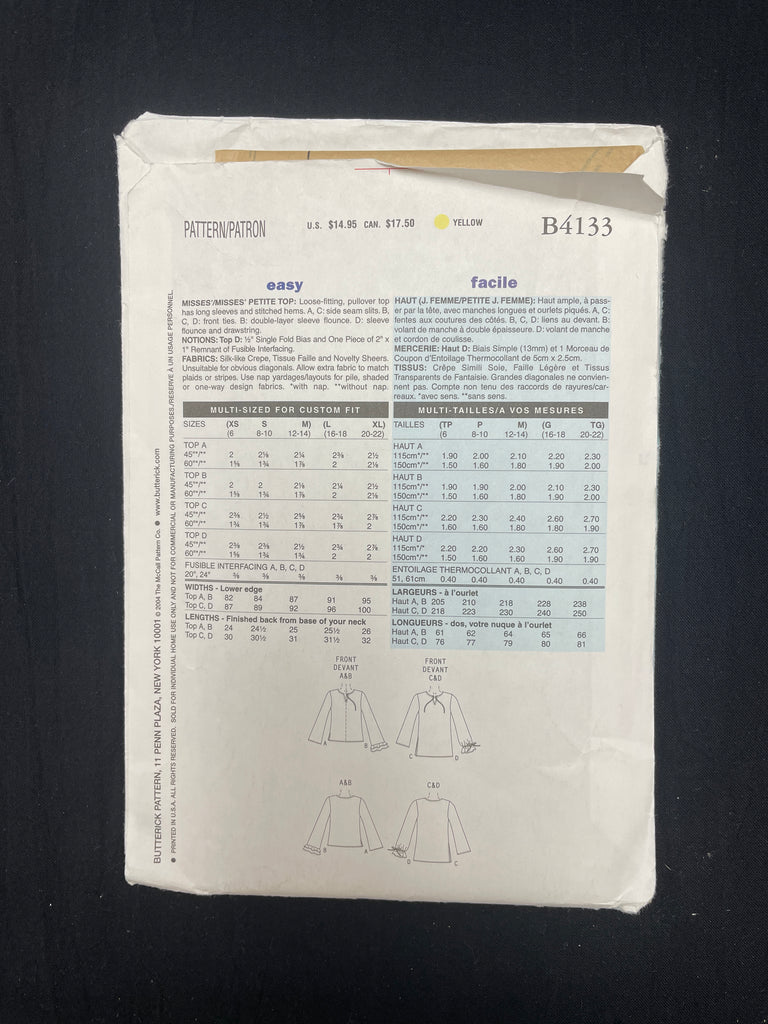 PATTERN/PATRON U.S. $14.95 CAN. $17.50 YELLOW B4133
easy
MISSES'/MISSES' PETITE TOP: Loose-fitting, pullover top
has long sleeves and stitched hems. A, C: side seam slits. B,
C, D: front ties. B: double-layer sleeve flounce. D: sleeve
flounce and drawstring.
NOTIONS: Top D: ½" Single Fold Bias and One Piece of 2" x
1" Remnant of Fusible Interfacing.
FABRICS: Silk-like Crepe, Tissue Faille and Novelty Sheers.
Unsuitable for obvious diagonals. Allow extra fabric to match
plaids or stripes. Use nap yardages/layouts for pile, shaded
or one-way design fabrics. *with nap. **without nap.
MULTI-SIZED FOR CUSTOM FIT
SIZES (XS S M) (L XL)
(6 8-10 12-14) (16-18 20-22)
TOP A
45"*/** 2 2⅛ 2¼ 2⅜ 2½
60"*/** 1⅝ 1¾ 1⅞ 2 2⅛
TOP B
45"*/** 2 2 2⅛ 2¼ 2½
60"*/** 1⅝ 1¾ 1⅞ 2 2⅛
TOP C
45"*/** 2⅜ 2½ 2⅝ 2¾ 2⅞
60"*/** 1¾ 1¾ 1⅞ 1⅞ 2
TOP D
45"*/** 2⅜ 2⅜ 2½ 2¾ 2⅞
60"*/** 1⅝ 1¾ 1¾ 2 2
FUSIBLE INTERFACING A, B, C, D
20", 24" ⅜ ⅜ ⅜ ⅜ ⅜
WIDTHS - Lower edge
Top A, B 82 84 87 91 95
Top C, D 87 89 92 96 100
LENGTHS - Finished back from base of your neck
Top A, B 24 24½ 25 25½ 26
Top C, D 30 30½ 31 31½ 32
facile
HAUT (J. FEMME/PETITE J. FEMME): Haut ample, à pass-
er par la tête, avec manches longues et ourlets piqués. A, C:
fentes aux coutures des côtés. B, C, D: liens au devant. B:
volant de manche à double épaisseur. D: volant de manche
et cordon de coulisse.
MERCERIE: Haut D: Biais Simple (13mm) et 1 Morceau de
Coupon d'Entoilage Thermocollant de 5cm x 2.5cm.
TISSUS: Crêpe Simili Soie, Faille Légère et Tissus
Transparents de Fantaisie. Grandes diagonales ne convien-
nent pas. Compte non tenu des raccords de rayures/car-
reaux. *avec sens. **sans sens.
MULTI-TAILLES/A VOS MESURES
TAILLES (TP P M) (G TG)
(6 8-10 12-14) (16-18 20-22)
HAUT A
115cm*/** 1.90 2.00 2.10 2.20 2.30
150cm*/** 1.50 1.60 1.80 1.90 2.00
HAUT B
115cm*/** 1.90 1.90 2.00 2.10 2.30
150cm*/** 1.50 1.60 1.80 1.90 2.00
HAUT C
115cm*/** 2.20 2.30 2.40 2.60 2.70
150cm*/** 1.60 1.60 1.80 1.80 1.90
HAUT D
115cm*/* 2.20 2.20 2.30 2.60 2.70
150cm*/** 1.50 1.60 1.60 1.90 1.90
ENTOILAGE THERMOCOLLANT A, B, C, D
51, 61cm 0.40 0.40 0.40 0.40 0.40
LARGEURS - à l'ourlet
Haut A, B 205 210 218 228 238
Haut C, D 218 223 230 240 250
LONGUEURS - dos, votre nuque à l'ourlet
Haut A, B 61 62 64 65 66
Haut C, D 76 77 79 80 81
FRONT
DEVANT
A&B
A B
FRONT
DEVANT
C&D
C D
A&B
B A
C&D
D C
BUTTERICK PATTERN, 11 PENN PLAZA, NEW YORK 10001 © 2004 The McCall Pattern Co. ● www.butterick.com
● PRINTED IN U.S.A. ALL RIGHTS RESERVED. SOLD FOR INDIVIDUAL HOME USE ONLY AND NOT FOR COMMERCIAL OR MANUFACTURING PURPOSES./RÉSERVÉ À UN USAGE PERSONNEL.